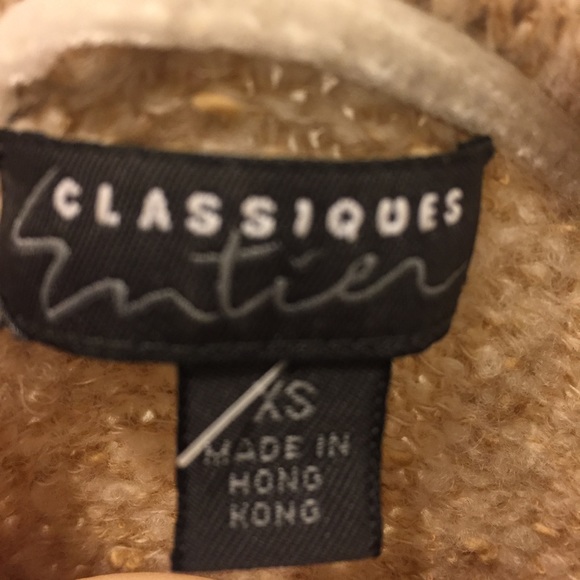 CLASSIQUES
Entier
XS
MADE IN
HONG
KONG